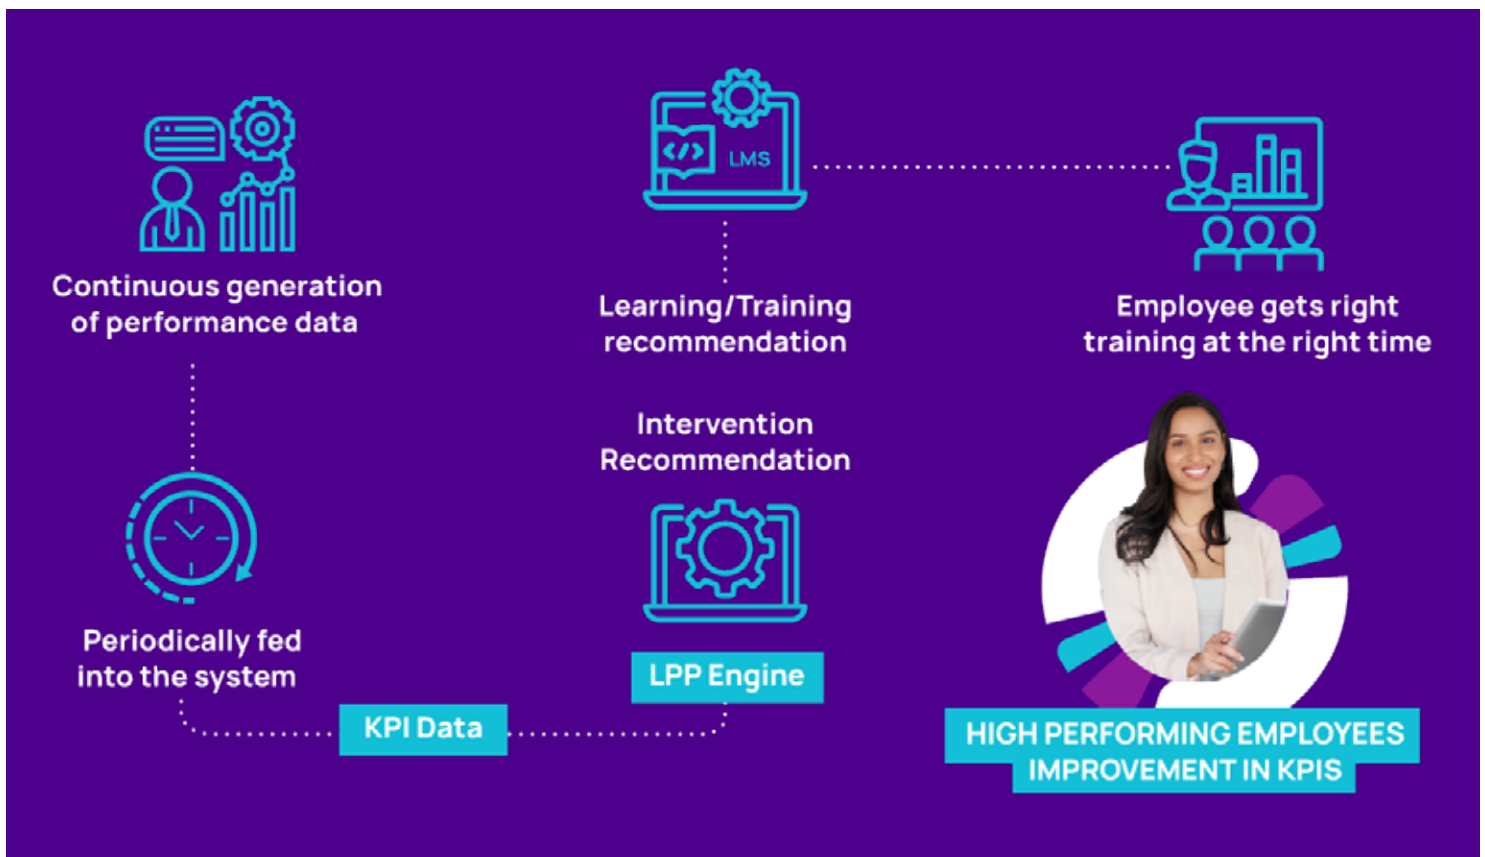 Continuous generation
of performance data
Periodically fed
into the system
KPI Data
LPP Engine
Intervention
Recommendation
Learning/Training
recommendation
</>
LMS
Employee gets right
training at the right time
HIGH PERFORMING EMPLOYEES
IMPROVEMENT IN KPIS